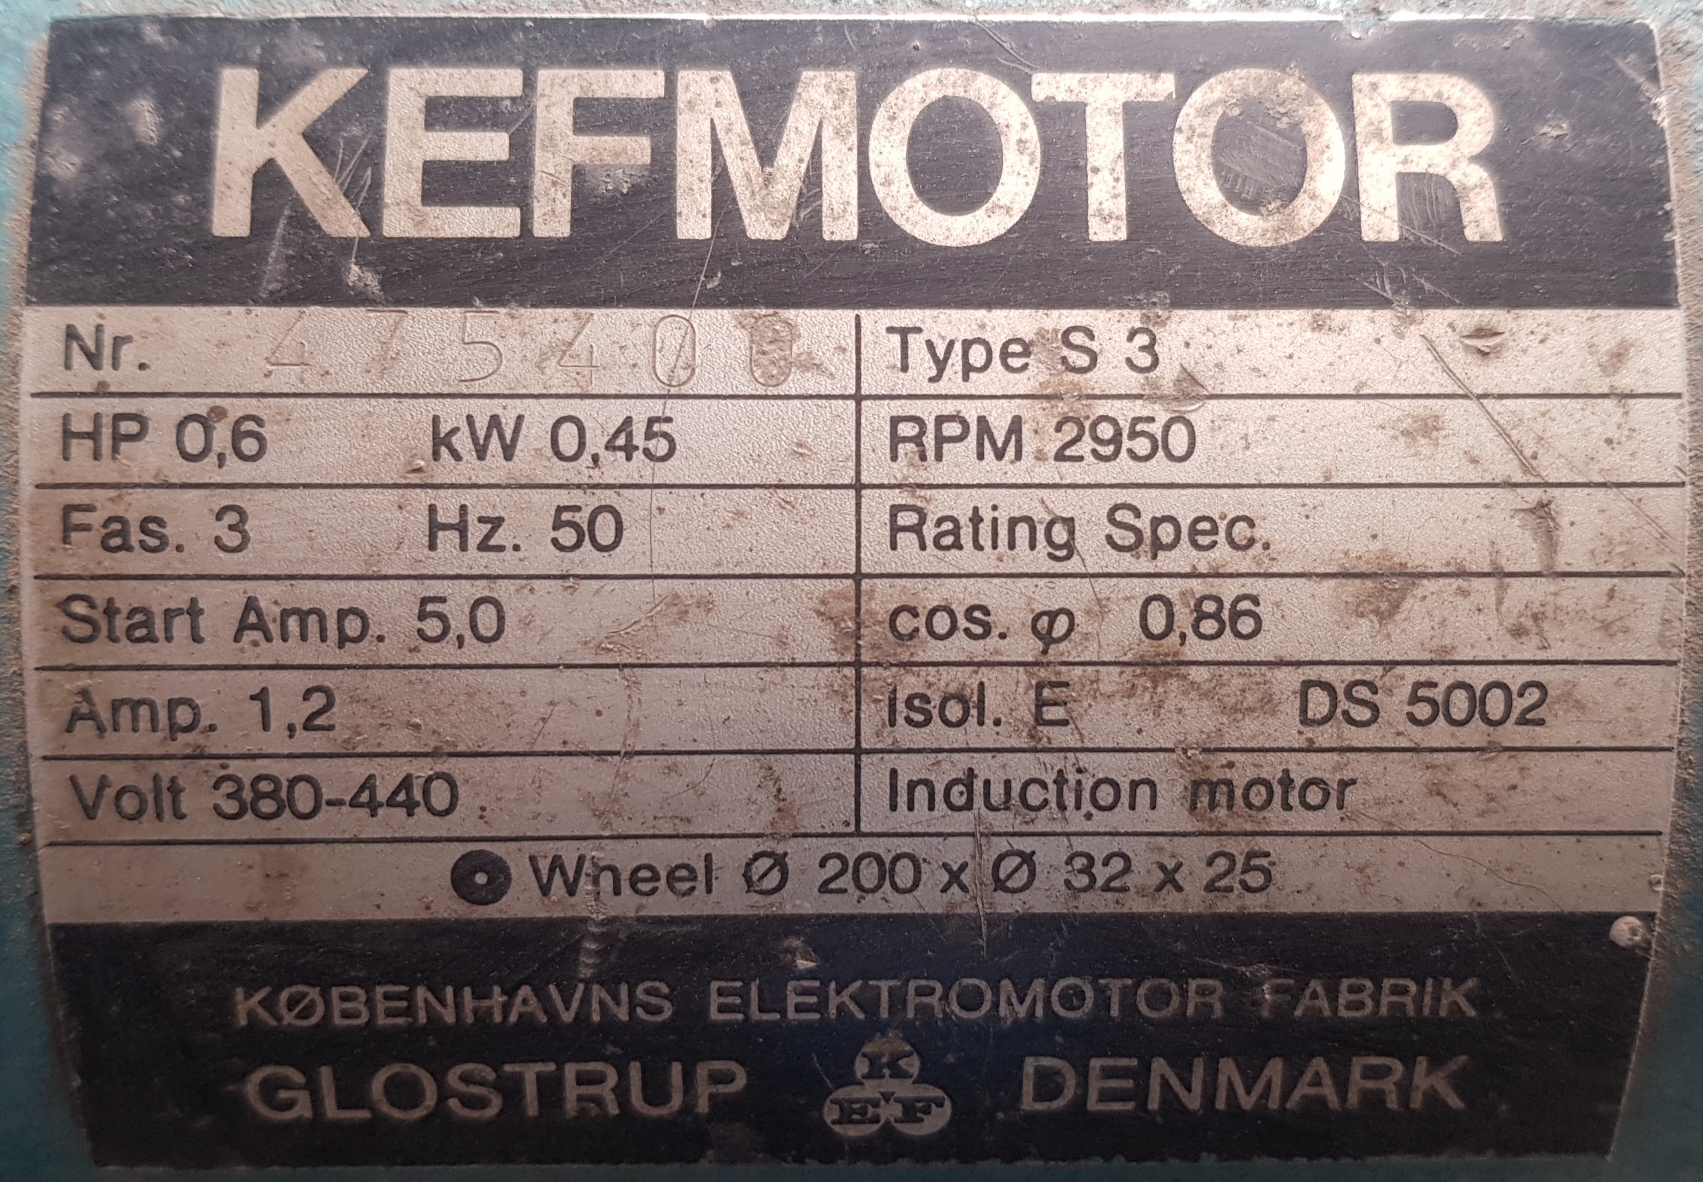 KEFMOTOR
Nr. 47540
Type S 3
HP 0,6 kW 0,45
RPM 2950
Fas. 3 Hz. 50
Rating Spec.
Start Amp. 5,0
cos. φ 0,86
Amp. 1,2
Isol. E DS 5002
Volt 380-440
Induction motor
Wheel Ø 200 x Ø 32 x 25
KØBENHAVNS ELEKTROMOTOR FABRIK
GLOSTRUP DENMARK
K
EF